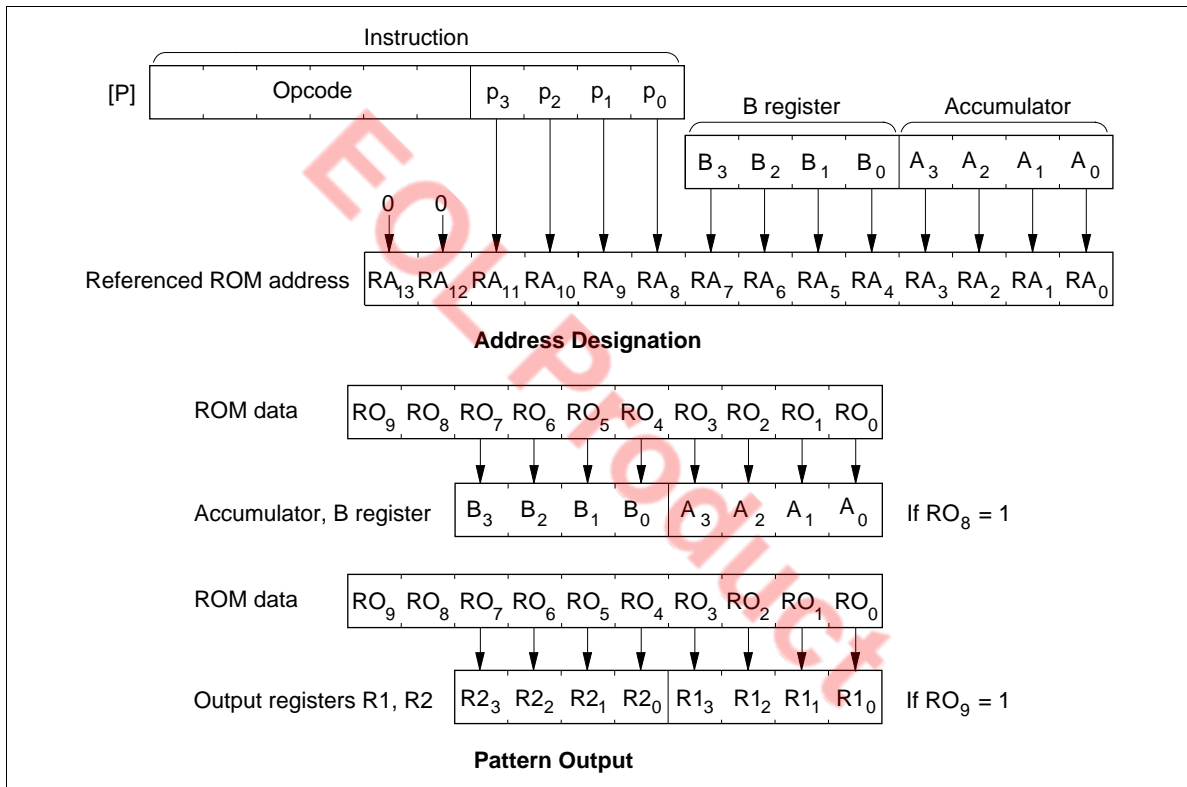 Instruction
[P] Opcode p3 p2 p1 p0
B register Accumulator
B3 B2 B1 B0 A3 A2 A1 A0
0 0
Referenced ROM address RA13 RA12 RA11 RA10 RA9 RA8 RA7 RA6 RA5 RA4 RA3 RA2 RA1 RA0
Address Designation
ROM data RO9 RO8 RO7 RO6 RO5 RO4 RO3 RO2 RO1 RO0
Accumulator, B register B3 B2 B1 B0 A3 A2 A1 A0 If RO8 = 1
ROM data RO9 RO8 RO7 RO6 RO5 RO4 RO3 RO2 RO1 RO0
Output registers R1, R2 R23 R22 R21 R20 R13 R12 R11 R10 If RO9 = 1
Pattern Output
EOL Product